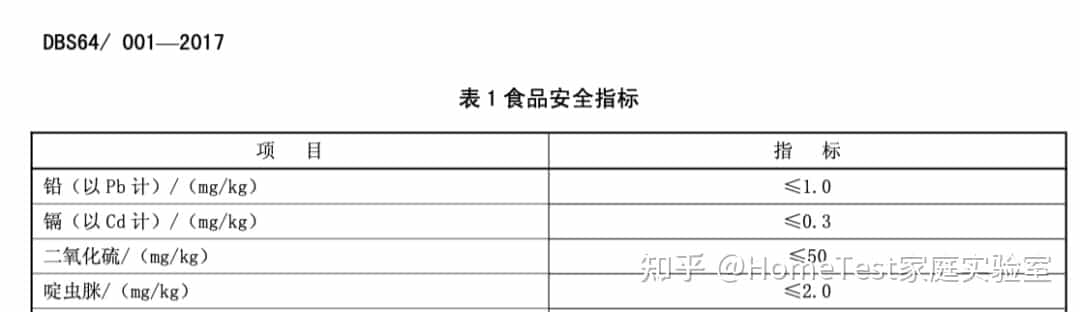 DBS64/ 001—2017
表 1 食品安全指标
项 目 指 标
铅（以 Pb 计）/（mg/kg） ≤1.0
镉（以 Cd 计）/（mg/kg） ≤0.3
二氧化硫/（mg/kg） ≤50
知乎 @HomeTest家庭实验室
啶虫脒/（mg/kg） ≤2.0